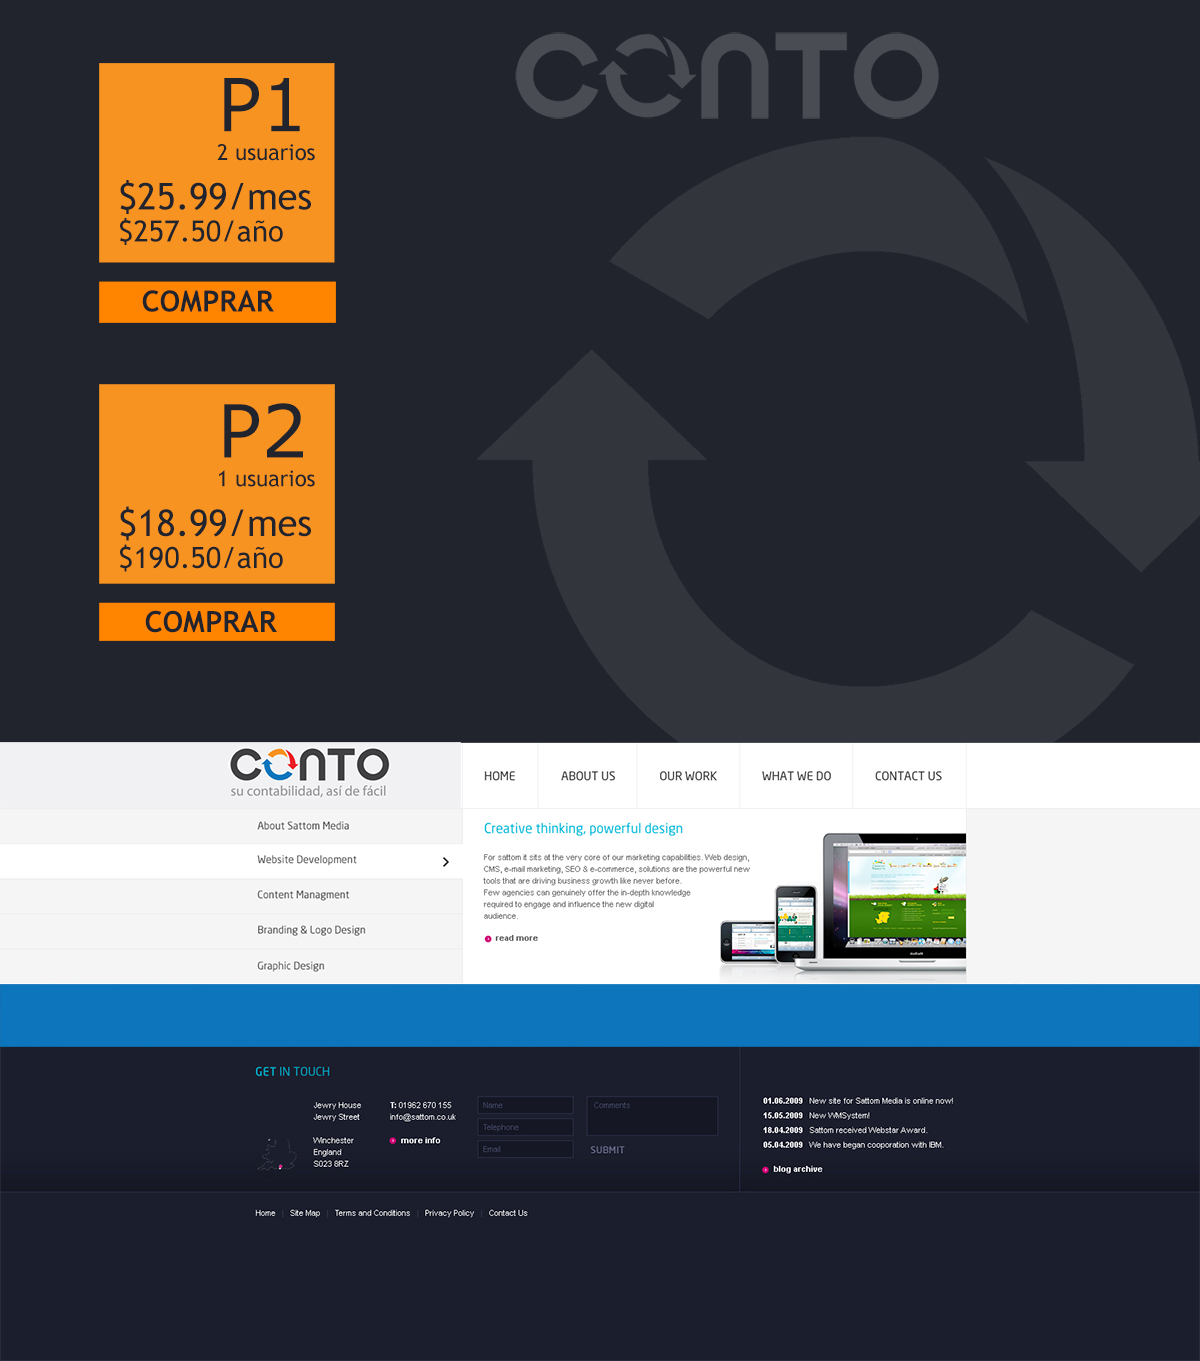 CONTO
P1
2 usuarios
$25.99/mes
$257.50/año
COMPRAR
P2
1 usuarios
$18.99/mes
$190.50/año
COMPRAR
CONTO
su contabilidad, así de fácil
HOME
ABOUT US
OUR WORK
WHAT WE DO
CONTACT US
About Sattom Media
Website Development
Content Managment
Branding & Logo Design
Graphic Design
Creative thinking, powerful design
For sattom it sits at the very core of our marketing capabilities. Web design,
CMS, e-mail marketing, SEO & e-commerce, solutions are the powerful new
tools that are driving business growth like never before.
Few agencies can genuinely offer the in-depth knowledge
required to engage and influence the new digital
audience.
read more
GET IN TOUCH
Jewry House
Jewry Street
Winchester
England
S023 8RZ
T: 01962 670 155
info@sattom.co.uk
more info
Name
Telephone
Email
Comments
SUBMIT
01.06.2009 New site for Sattom Media is online now!
15.05.2009 New WMSystem!
18.04.2009 Sattom received Webstar Award.
05.04.2009 We have began cooporation with IBM.
blog archive
Home | Site Map | Terms and Conditions | Privacy Policy | Contact Us